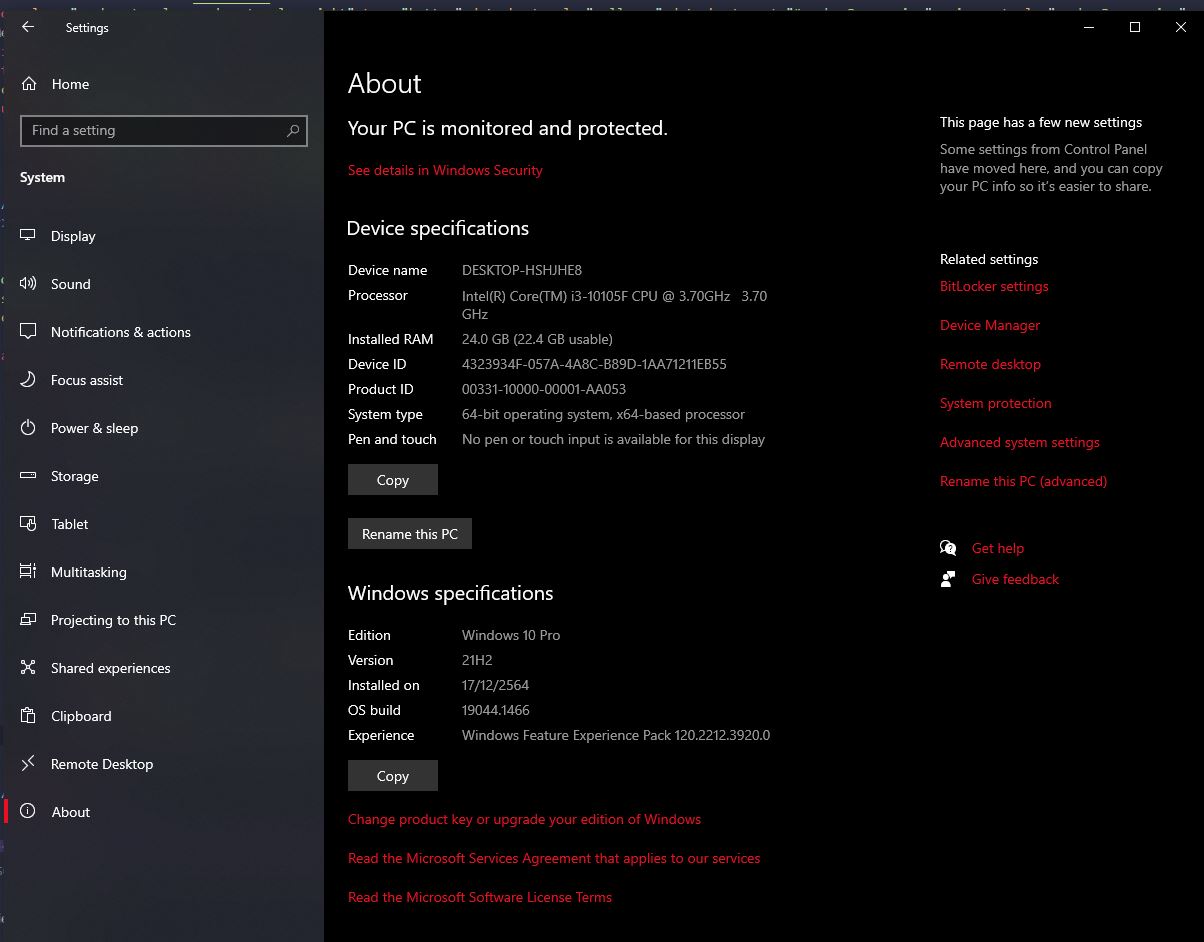 Settings
Home
Find a setting
System
Display
Sound
Notifications & actions
Focus assist
Power & sleep
Storage
Tablet
Multitasking
Projecting to this PC
Shared experiences
Clipboard
Remote Desktop
About
About
Your PC is monitored and protected.
See details in Windows Security
Device specifications
Device name DESKTOP-HSHJHE8
Processor Intel(R) Core(TM) i3-10105F CPU @ 3.70GHz 3.70
GHz
Installed RAM 24.0 GB (22.4 GB usable)
Device ID 4323934F-057A-4A8C-B89D-1AA71211EB55
Product ID 00331-10000-00001-AA053
System type 64-bit operating system, x64-based processor
Pen and touch No pen or touch input is available for this display
Copy
Rename this PC
Windows specifications
Edition Windows 10 Pro
Version 21H2
Installed on 17/12/2564
OS build 19044.1466
Experience Windows Feature Experience Pack 120.2212.3920.0
Copy
Change product key or upgrade your edition of Windows
Read the Microsoft Services Agreement that applies to our services
Read the Microsoft Software License Terms
This page has a few new settings
Some settings from Control Panel
have moved here, and you can copy
your PC info so it's easier to share.
Related settings
BitLocker settings
Device Manager
Remote desktop
System protection
Advanced system settings
Rename this PC (advanced)
Get help
Give feedback